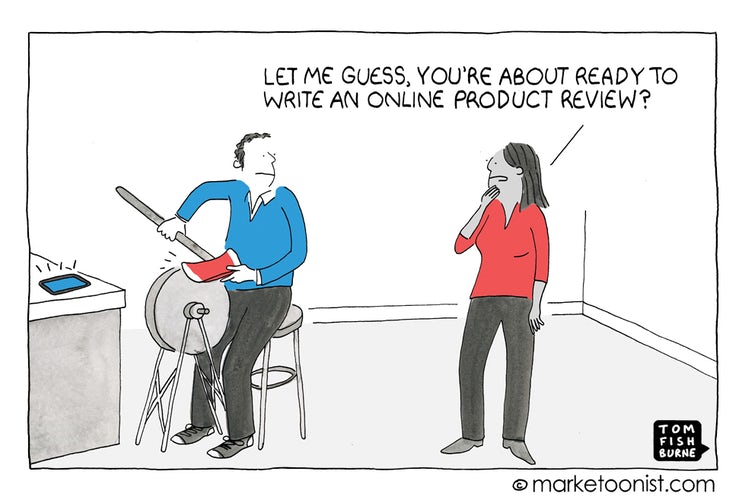 LET ME GUESS, YOU'RE ABOUT READY TO
WRITE AN ONLINE PRODUCT REVIEW?
TOM
FISH
BURNE
© marketoonist.com